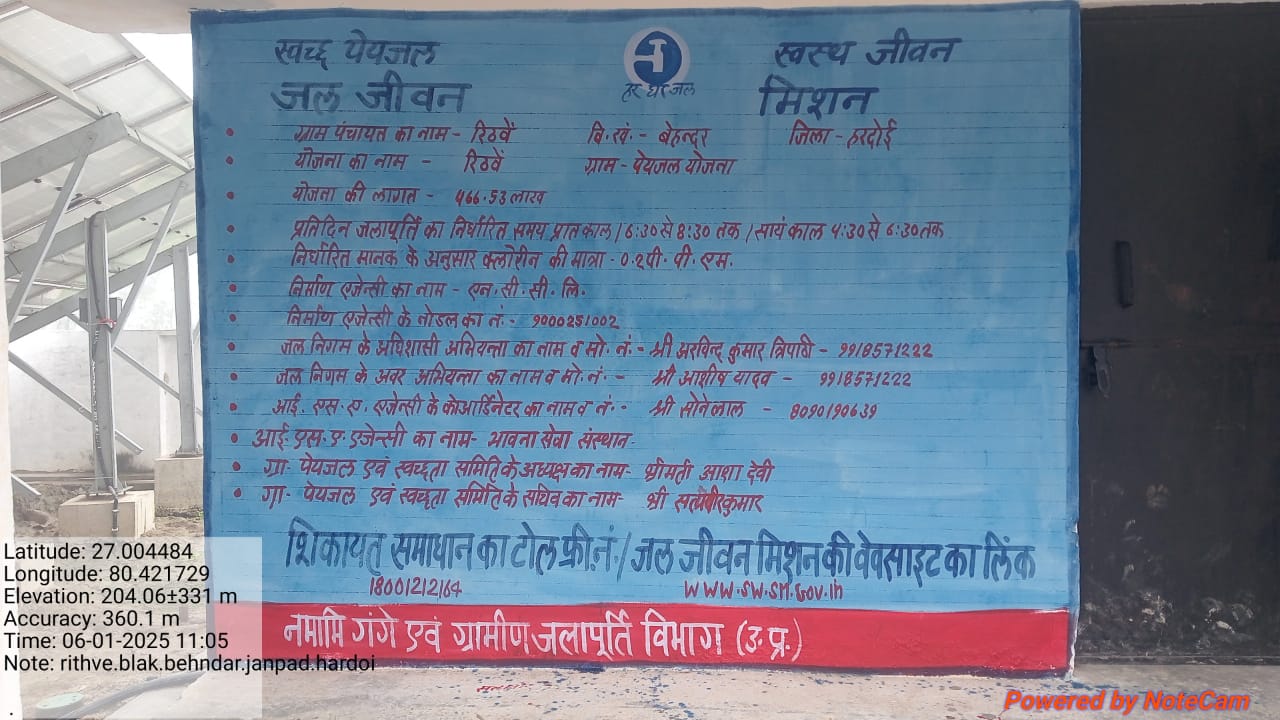 स्वच्छ पेयजल स्वस्थ जीवन
हर घर जल
जल जीवन मिशन
• ग्राम पंचायत का नाम - रिठवें वि.खं. - बेहन्दर जिला - हरदोई
• योजना का नाम - रिठवें ग्राम - पेयजल योजना
• योजना की लागत - 466.53 लाख
• प्रतिदिन जलापूर्ति का निर्धारित समय प्रात काल / 6:30 से 8:30 तक / सायं काल 4:30 से 6:30 तक
• निर्धारित मानक के अनुसार क्लोरीन की मात्रा - 0.2पी. पी. एम.
• निर्माण एजेन्सी का नाम - एन. सी. सी. लि.
• निर्माण एजेन्सी के नोडल का नं. - 9000251002
• जल निगम के अधिशासी अभियन्ता का नाम व मो. नं. - श्री अरविन्द कुमार त्रिपाठी - 9918571222
• जल निगम के अवर अभियन्ता का नाम व मो. नं. - श्री आशीष यादव - 9918571222
• आई. एस. ए. एजेन्सी के कोआर्डिनेटर का नाम व नं. - श्री सोनेलाल - 8090190639
• आई. एस. ए. एजेन्सी का नाम - भावना सेवा संस्थान
• ग्रा- पेयजल एवं स्वच्छता समिति के अध्यक्ष का नाम - श्रीमती आशा देवी
• गा- पेयजल एवं स्वच्छता समिति के सचिव का नाम - श्री
शिकायत समाधान का टोल फ्री.नं. / जल जीवन मिशन की वेवसाइट का लिंक
18001212164 www.sw.sm.gov.in
नमामि गंगे एवं ग्रामीण जलापूर्ति विभाग (उ. प्र.)
Latitude: 27.004484
Longitude: 80.421729
Elevation: 204.06±331 m
Accuracy: 360.1 m
Time: 06-01-2025 11:05
Note: rithve.blak.behndar.janpad.hardoi
Powered by NoteCam